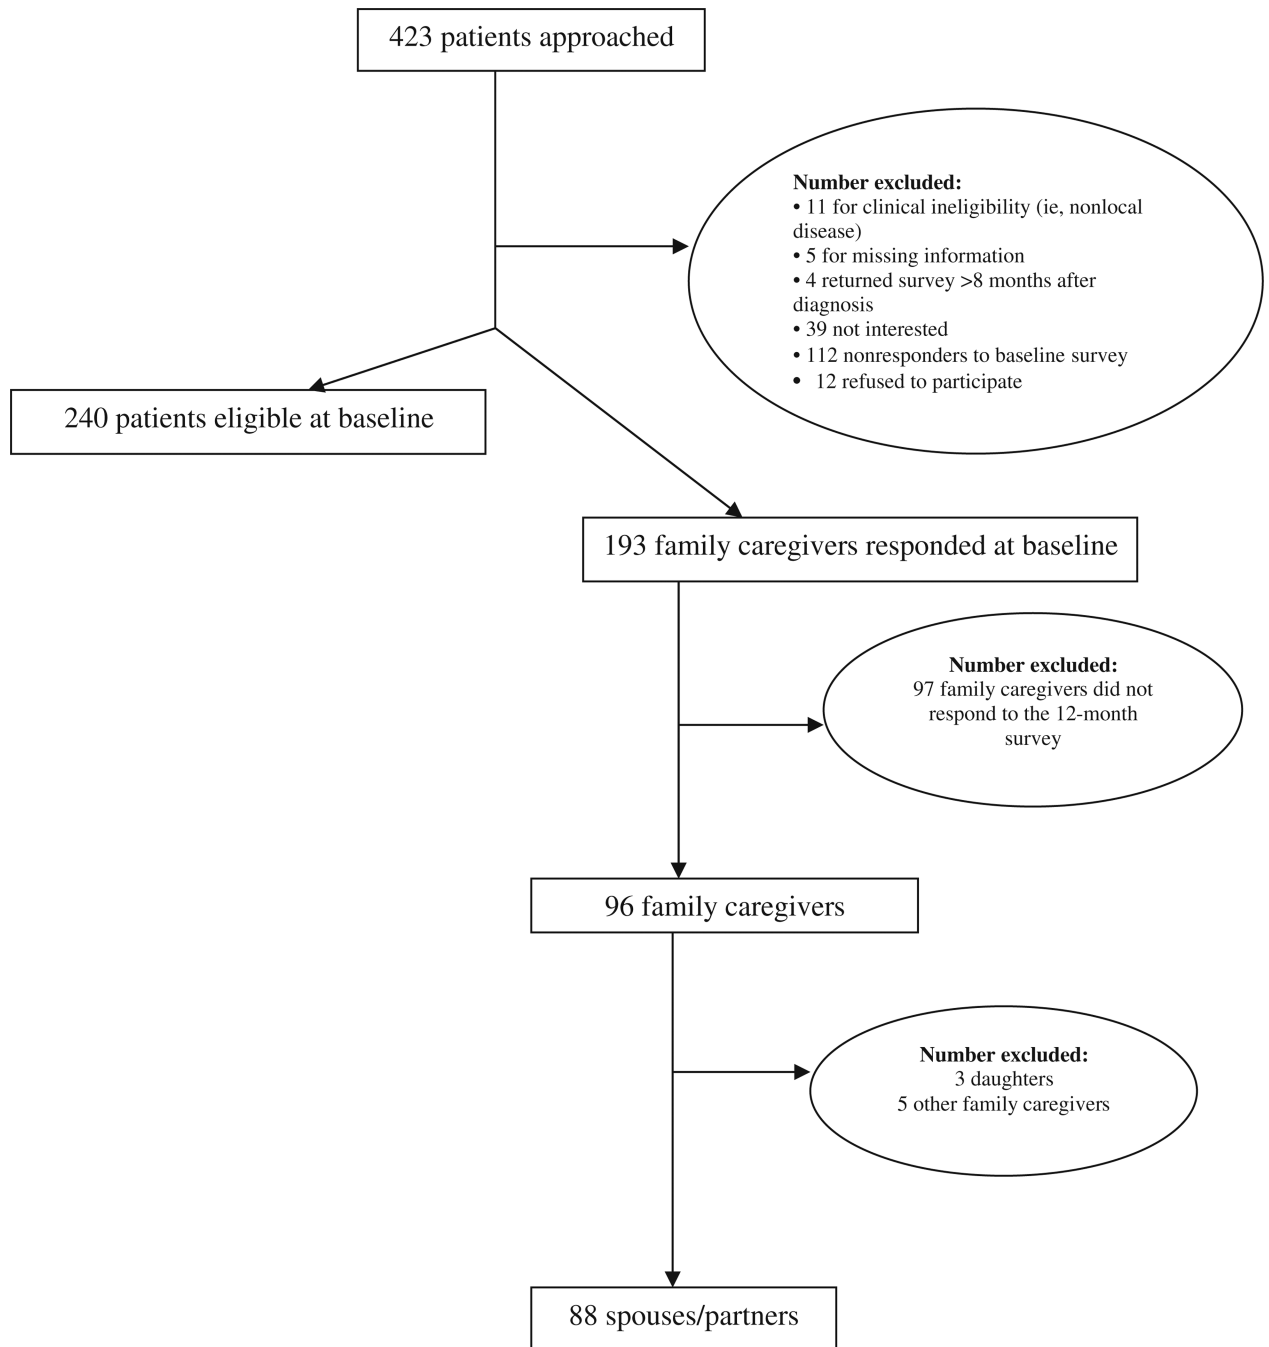 423 patients approached
Number excluded:
• 11 for clinical ineligibility (ie, nonlocal
disease)
• 5 for missing information
• 4 returned survey >8 months after
diagnosis
• 39 not interested
• 112 nonresponders to baseline survey
• 12 refused to participate
240 patients eligible at baseline
193 family caregivers responded at baseline
Number excluded:
97 family caregivers did not
respond to the 12-month
survey
96 family caregivers
Number excluded:
3 daughters
5 other family caregivers
88 spouses/partners